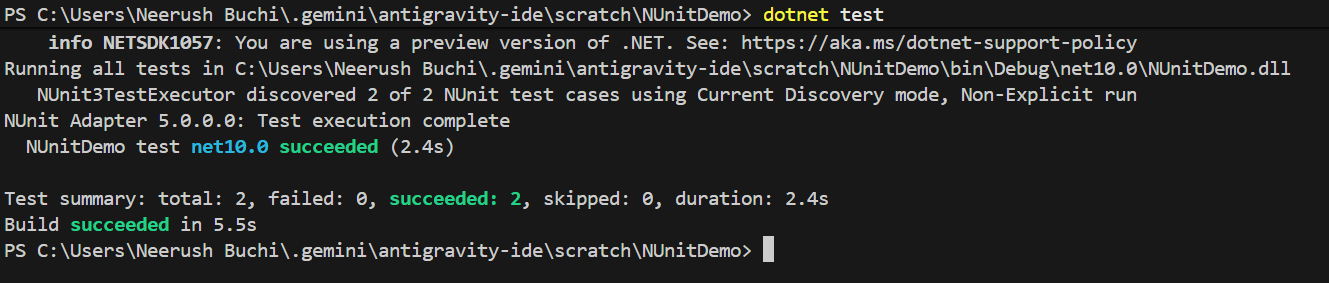 PS C:\Users\Neerush Buchi\.gemini\antigravity-ide\scratch\NUnitDemo> dotnet test
info NETSDK1057: You are using a preview version of .NET. See: https://aka.ms/dotnet-support-policy
Running all tests in C:\Users\Neerush Buchi\.gemini\antigravity-ide\scratch\NUnitDemo\bin\Debug\net10.0\NUnitDemo.dll
NUnit3TestExecutor discovered 2 of 2 NUnit test cases using Current Discovery mode, Non-Explicit run
NUnit Adapter 5.0.0.0: Test execution complete
NUnitDemo test net10.0 succeeded (2.4s)
Test summary: total: 2, failed: 0, succeeded: 2, skipped: 0, duration: 2.4s
Build succeeded in 5.5s
PS C:\Users\Neerush Buchi\.gemini\antigravity-ide\scratch\NUnitDemo>